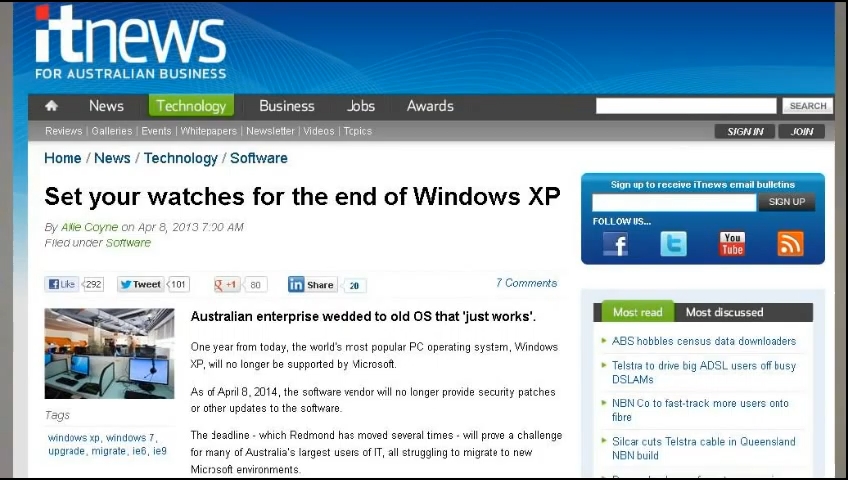 itnews
FOR AUSTRALIAN BUSINESS
News Technology Business Jobs Awards SEARCH
Reviews | Galleries | Events | Whitepapers | Newsletter | Videos | Topics SIGN IN JOIN
Home / News / Technology / Software
Set your watches for the end of Windows XP
By Allie Coyne on Apr 8, 2013 7:00 AM
Filed under Software
Like 292 Tweet 101 +1 80 in Share 20 7 Comments
Australian enterprise wedded to old OS that 'just works'.
One year from today, the world's most popular PC operating system, Windows
XP, will no longer be supported by Microsoft.
As of April 8, 2014, the software vendor will no longer provide security patches
or other updates to the software.
The deadline - which Redmond has moved several times - will prove a challenge
for many of Australia's largest users of IT, all struggling to migrate to new
Microsoft environments.
Tags
windows xp, windows 7,
upgrade, migrate, ie6, ie9
Sign up to receive iTnews email bulletins
SIGN UP
FOLLOW US...
You
Tube
Most read Most discussed
ABS hobbles census data downloaders
Telstra to drive big ADSL users off busy
DSLAMs
NBN Co to fast-track more users onto
fibre
Silcar cuts Telstra cable in Queensland
NBN build